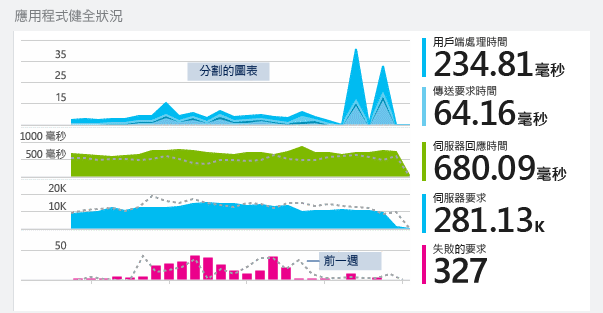 應用程式健全狀況
35
25
15
分割的圖表
用戶端處理時間
234.81毫秒
傳送要求時間
64.16毫秒
1000 毫秒
500 毫秒
伺服器回應時間
680.09毫秒
20K
10K
伺服器要求
281.13K
50
前一週
失敗的要求
327